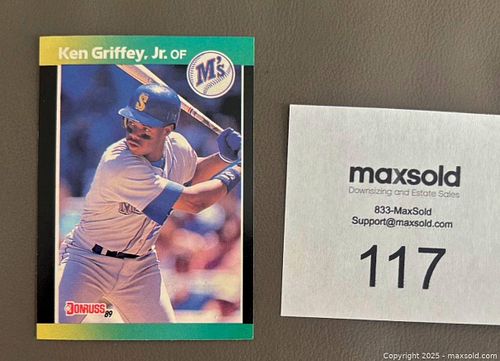 Ken Griffey, Jr. OF
M's
S
DONRUSS
89
maxsold
Downsizing and Estate Sales
833-MaxSold
Support@maxsold.com
117
© Copyright 2025 - maxsold.com